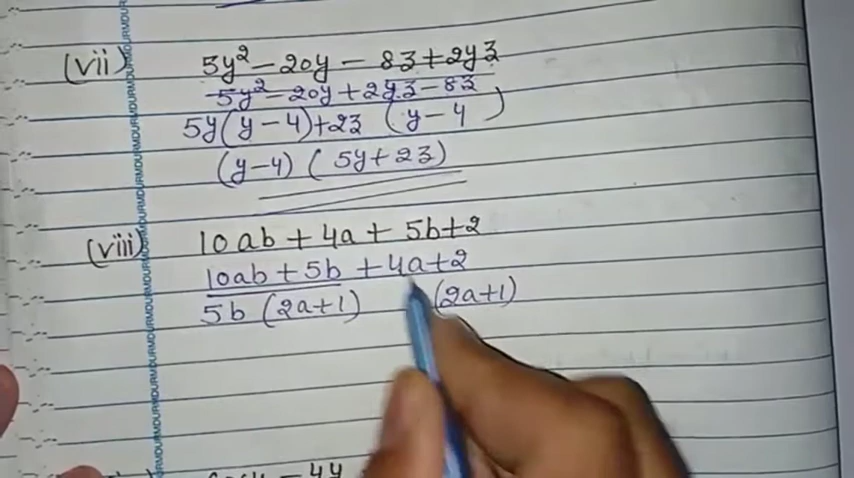 (vii) 5y² - 20y - 8z + 2yz
5y² - 20y + 2yz - 8z
5y(y - 4) + 2z (y - 4)
(y - 4) (5y + 2z)
(viii) 10ab + 4a + 5b + 2
10ab + 5b + 4a + 2
5b (2a + 1) (2a + 1)
- 4y